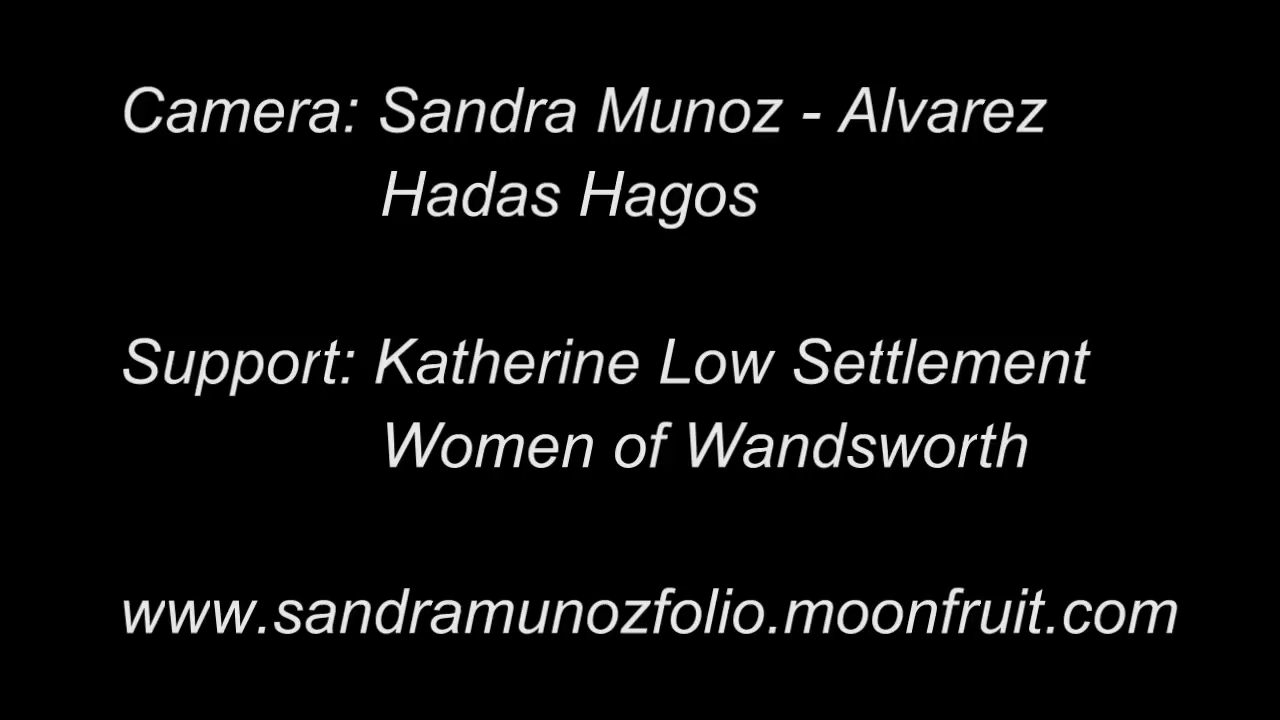 Camera: Sandra Munoz - Alvarez
Hadas Hagos
Support: Katherine Low Settlement
Women of Wandsworth
www.sandramunozfolio.moonfruit.com